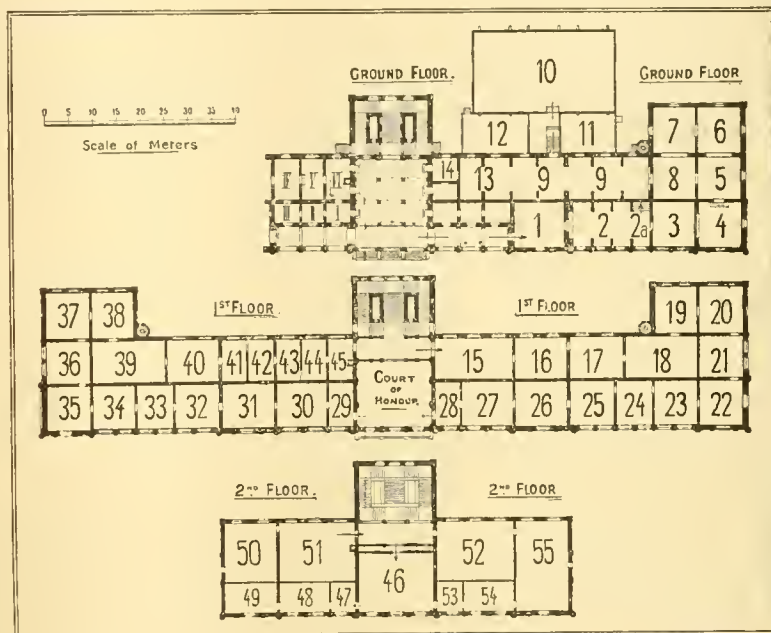 GROUND FLOOR.
GROUND FLOOR
0 5 10 15 20 25 30 35 40
Scale of Meters
10
12 11
7 6
14 13 9 9 8 5
1 2 2a 3 4
1ST FLOOR.
1ST FLOOR
37 38
19 20
36 39 40 41 42 43 44 45
15 16 17 18 21
COURT
OF
HONOUR.
35 34 33 32 31 30 29
28 27 26 25 24 23 22
2ND FLOOR.
2ND FLOOR
50 51 46 52 55
49 48 47 53 54